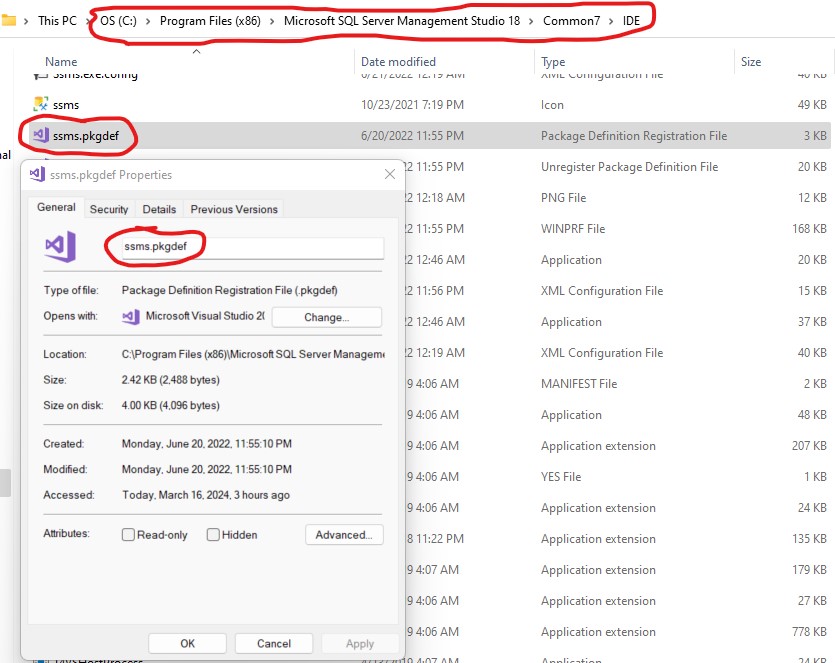 This PC > OS (C:) > Program Files (x86) > Microsoft SQL Server Management Studio 18 > Common7 > IDE
Name Date modified Type Size
ssms.exe.config 6/21/2022 12:19 AM XML Configuration File 40 KB
ssms 10/23/2021 7:19 PM Icon 49 KB
ssms.pkgdef 6/20/2022 11:55 PM Package Definition Registration File 3 KB
nal
ssms.pkgdef Properties
22 11:55 PM Unregister Package Definition File 20 KB
22 12:18 AM PNG File 12 KB
General Security Details Previous Versions
22 11:55 PM WINPRF File 168 KB
ssms.pkgdef
22 12:46 AM Application 20 KB
Type of file: Package Definition Registration File (.pkgdef)
22 11:56 PM XML Configuration File 15 KB
Opens with: Microsoft Visual Studio 20 Change...
22 12:46 AM Application 37 KB
Location: C:\Program Files (x86)\Microsoft SQL Server Manageme
22 12:19 AM XML Configuration File 40 KB
Size: 2.42 KB (2,488 bytes)
9 4:06 AM MANIFEST File 2 KB
Size on disk: 4.00 KB (4,096 bytes)
9 4:06 AM Application 48 KB
Created: Monday, June 20, 2022, 11:55:10 PM
9 4:06 AM Application extension 207 KB
Modified: Monday, June 20, 2022, 11:55:10 PM
9 4:06 AM YES File 1 KB
Accessed: Today, March 16, 2024, 3 hours ago
9 4:06 AM Application extension 24 KB
Attributes: Read-only Hidden Advanced...
8 11:22 PM Application extension 135 KB
9 4:07 AM Application extension 179 KB
9 4:06 AM Application extension 27 KB
9 4:06 AM Application extension 778 KB
OK Cancel Apply
4/13/2019 4:07 AM Application 24 KB